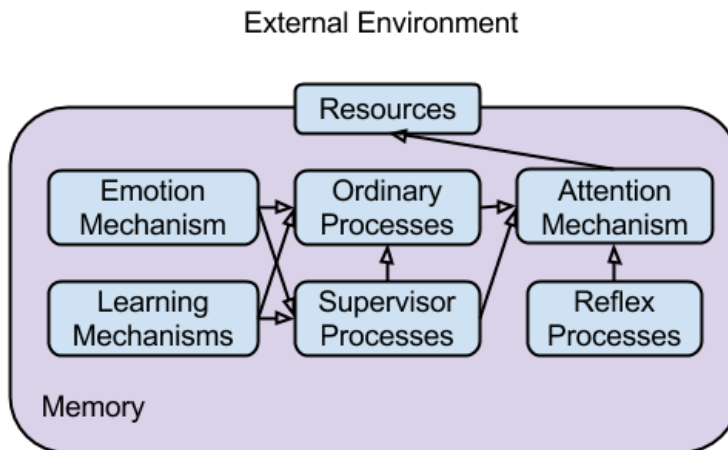 External Environment
Resources
Emotion
Mechanism
Ordinary
Processes
Attention
Mechanism
Learning
Mechanisms
Supervisor
Processes
Reflex
Processes
Memory